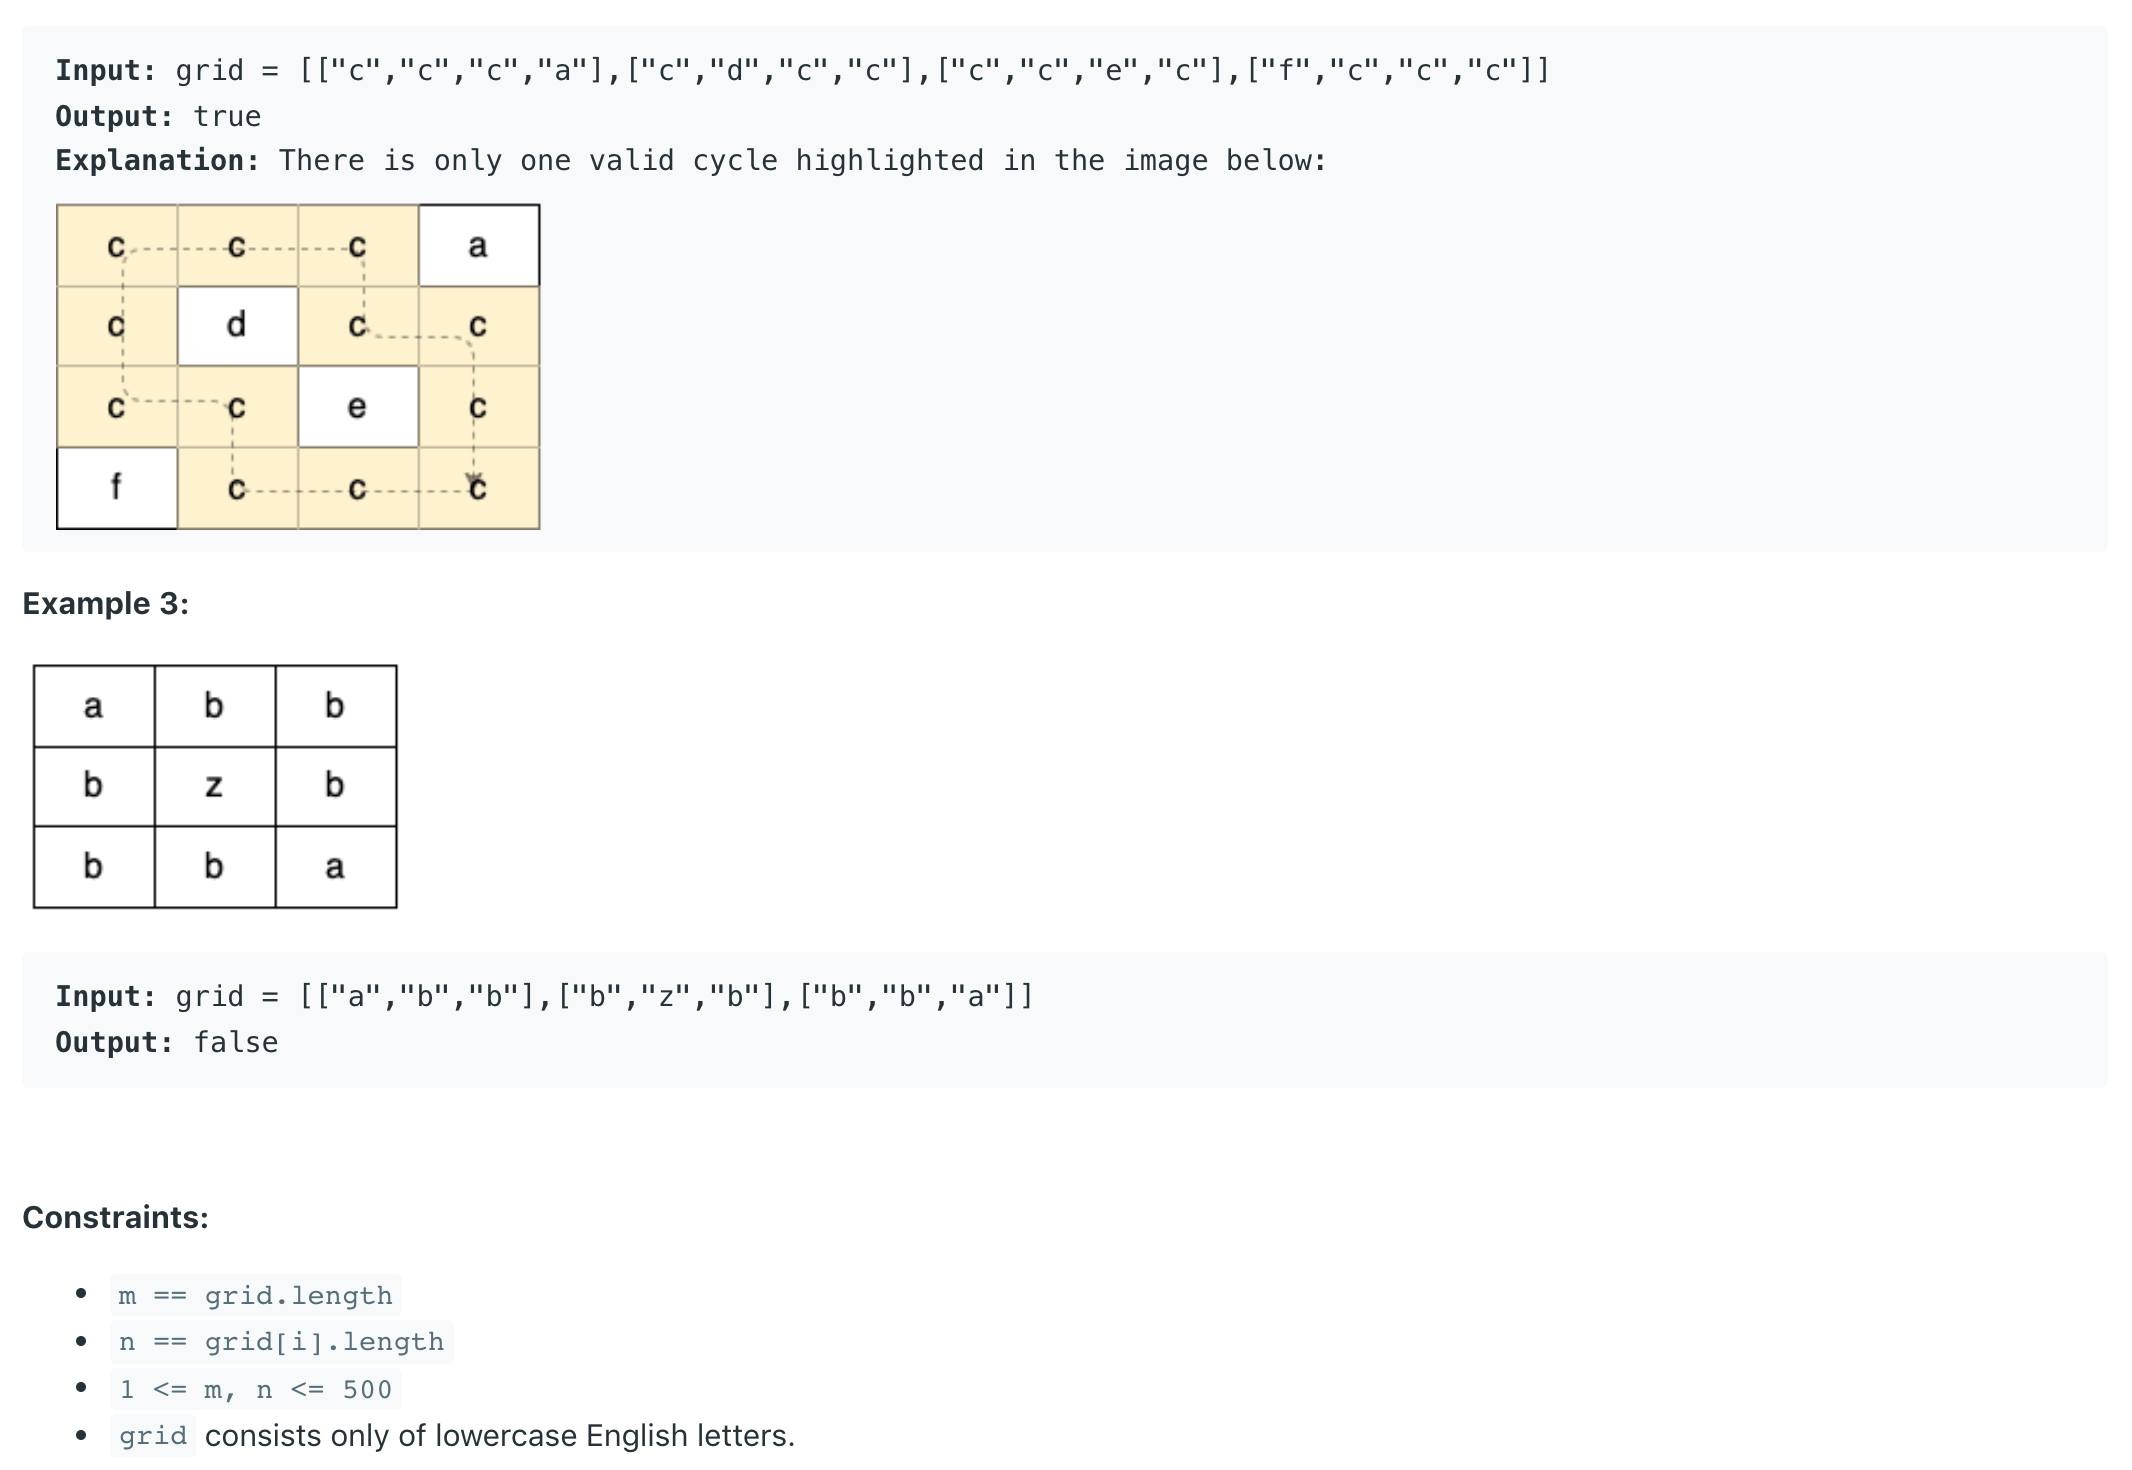 Input: grid = [["c","c","c","a"],["c","d","c","c"],["c","c","e","c"],["f","c","c","c"]]
Output: true
Explanation: There is only one valid cycle highlighted in the image below:
c c c a
c d c c
c c e c
f c c c
Example 3:
a b b
b z b
b b a
Input: grid = [["a","b","b"],["b","z","b"],["b","b","a"]]
Output: false
Constraints:
• m == grid.length
• n == grid[i].length
• 1 <= m, n <= 500
• grid consists only of lowercase English letters.